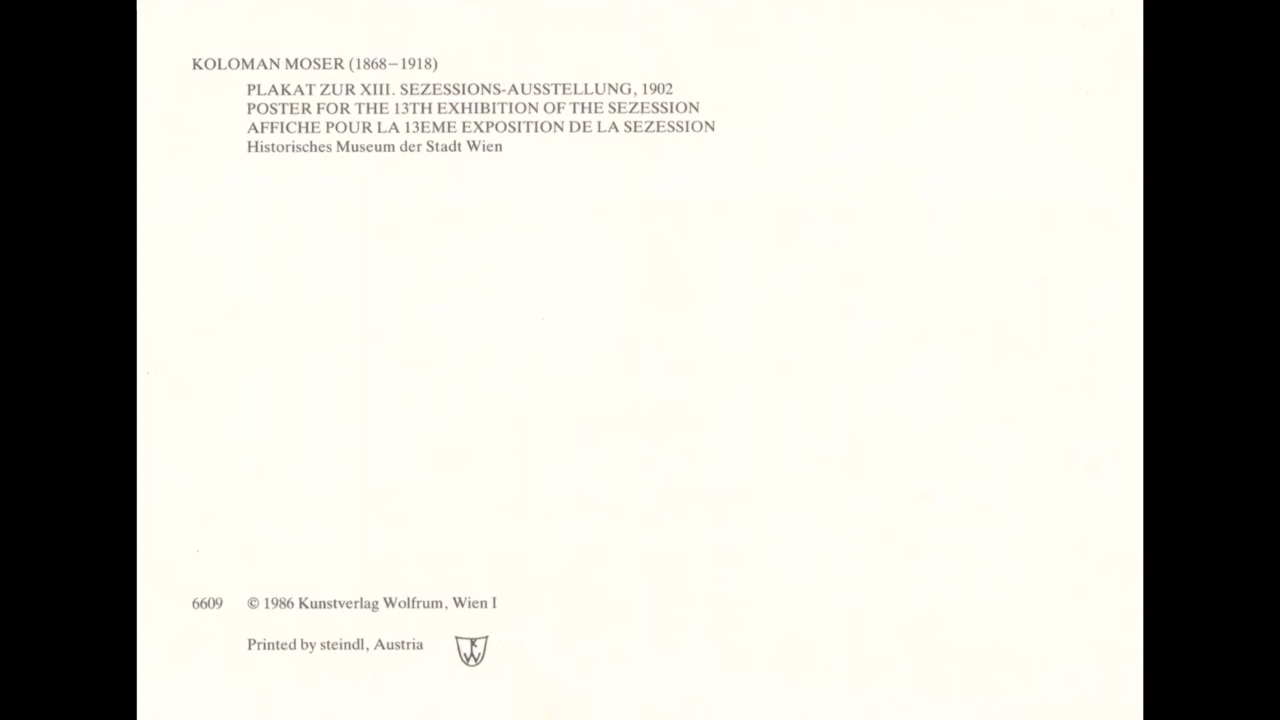 KOLOMAN MOSER (1868–1918)
PLAKAT ZUR XIII. SEZESSIONS-AUSSTELLUNG, 1902
POSTER FOR THE 13TH EXHIBITION OF THE SEZESSION
AFFICHE POUR LA 13EME EXPOSITION DE LA SEZESSION
Historisches Museum der Stadt Wien
6609 © 1986 Kunstverlag Wolfrum, Wien I
Printed by steindl, Austria
KW